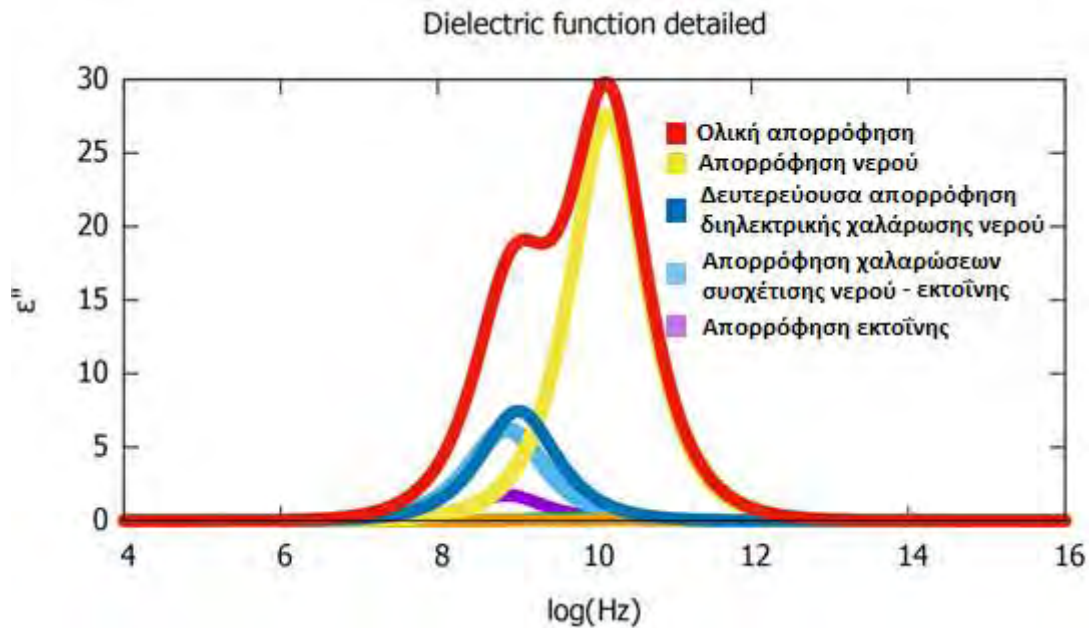 Dielectric function detailed
30
25
20
15
10
5
0
ε"
Ολική απορρόφηση
Απορρόφηση νερού
Δευτερεύουσα απορρόφηση
διηλεκτρικής χαλάρωσης νερού
Απορρόφηση χαλαρώσεων
συσχέτισης νερού - εκτοΐνης
Απορρόφηση εκτοΐνης
4 6 8 10 12 14 16
log(Hz)